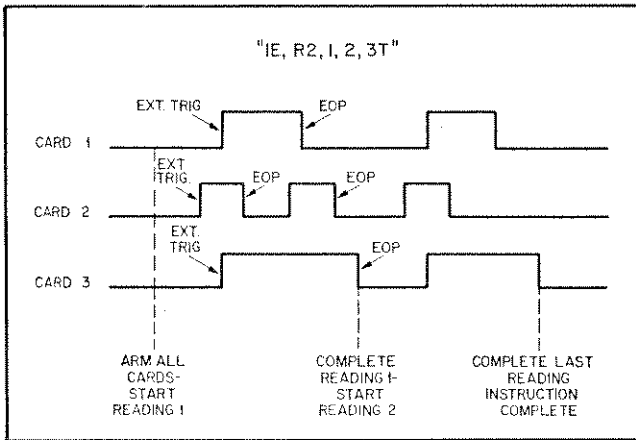 "IE, R2, 1, 2, 3T"
EXT. TRIG
EOP
CARD 1
EXT.
TRIG.
EOP
EOP
CARD 2
EXT.
TRIG
EOP
CARD 3
ARM ALL
CARDS-
START
READING 1
COMPLETE
READING 1-
START
READING 2
COMPLETE LAST
READING
INSTRUCTION
COMPLETE